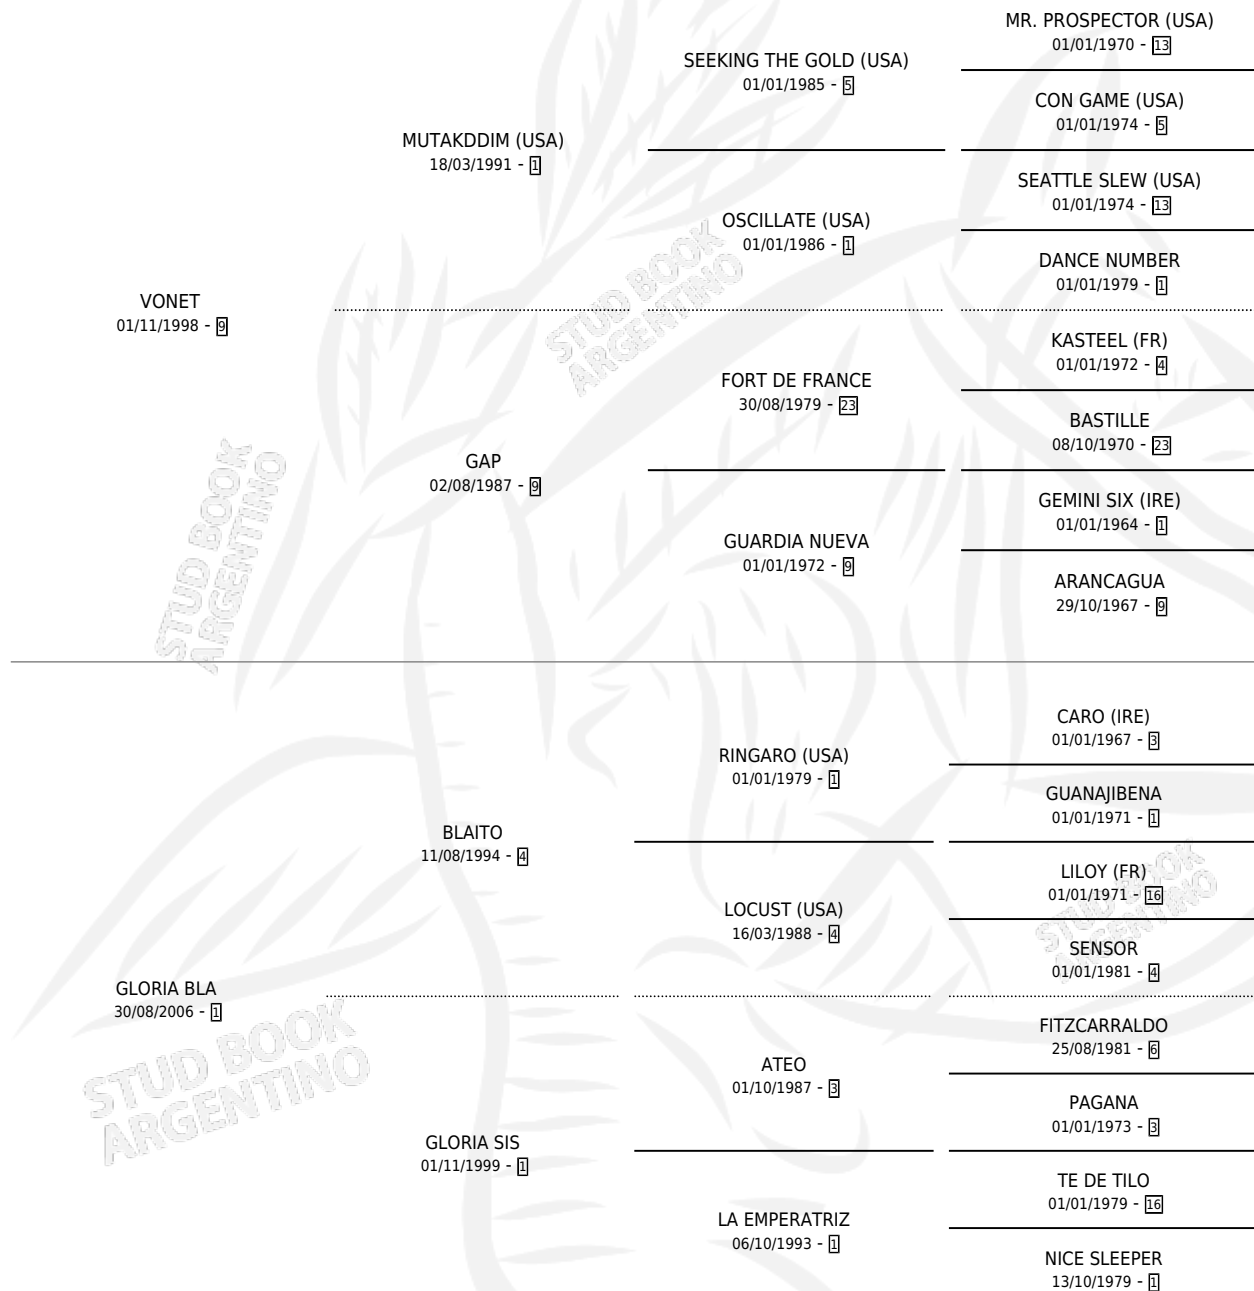 VONET
01/11/1998 - 9
MUTAKDDIM (USA)
18/03/1991 - 1
SEEKING THE GOLD (USA)
01/01/1985 - 5
MR. PROSPECTOR (USA)
01/01/1970 - 13
CON GAME (USA)
01/01/1974 - 5
OSCILLATE (USA)
01/01/1986 - 1
SEATTLE SLEW (USA)
01/01/1974 - 13
DANCE NUMBER
01/01/1979 - 1
GAP
02/08/1987 - 9
FORT DE FRANCE
30/08/1979 - 23
KASTEEL (FR)
01/01/1972 - 4
BASTILLE
08/10/1970 - 23
GUARDIA NUEVA
01/01/1972 - 9
GEMINI SIX (IRE)
01/01/1964 - 1
ARANCAGUA
29/10/1967 - 9
GLORIA BLA
30/08/2006 - 1
BLAITO
11/08/1994 - 4
RINGARO (USA)
01/01/1979 - 1
CARO (IRE)
01/01/1967 - 3
GUANAJIBENA
01/01/1971 - 1
LOCUST (USA)
16/03/1988 - 4
LILOY (FR)
01/01/1971 - 16
SENSOR
01/01/1981 - 4
GLORIA SIS
01/11/1999 - 1
ATEO
01/10/1987 - 3
FITZCARRALDO
25/08/1981 - 6
PAGANA
01/01/1973 - 3
LA EMPERATRIZ
06/10/1993 - 1
TE DE TILO
01/01/1979 - 16
NICE SLEEPER
13/10/1979 - 1
STUD BOOK
ARGENTINO
STUD BOOK
ARGENTINO
STUD BOOK
ARGENTINO
STUD BOOK
ARGENTINO